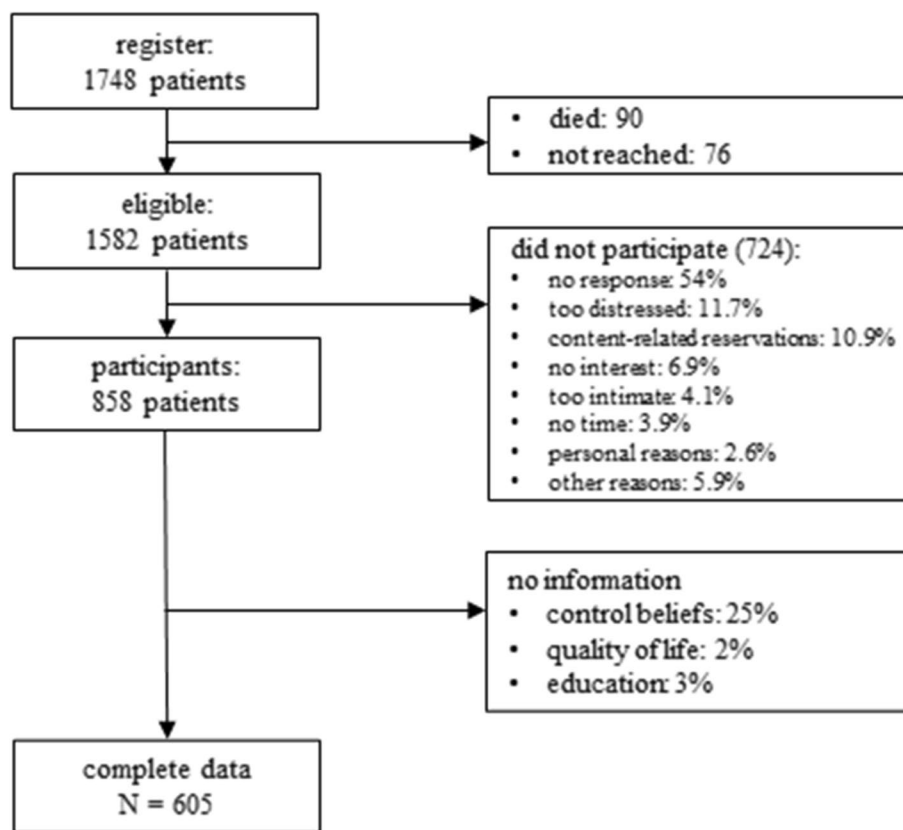 register:
1748 patients
• died: 90
• not reached: 76
eligible:
1582 patients
did not participate (724):
• no response: 54%
• too distressed: 11.7%
• content-related reservations: 10.9%
• no interest: 6.9%
• too intimate: 4.1%
• no time: 3.9%
• personal reasons: 2.6%
• other reasons: 5.9%
participants:
858 patients
no information
• control beliefs: 25%
• quality of life: 2%
• education: 3%
complete data
N = 605